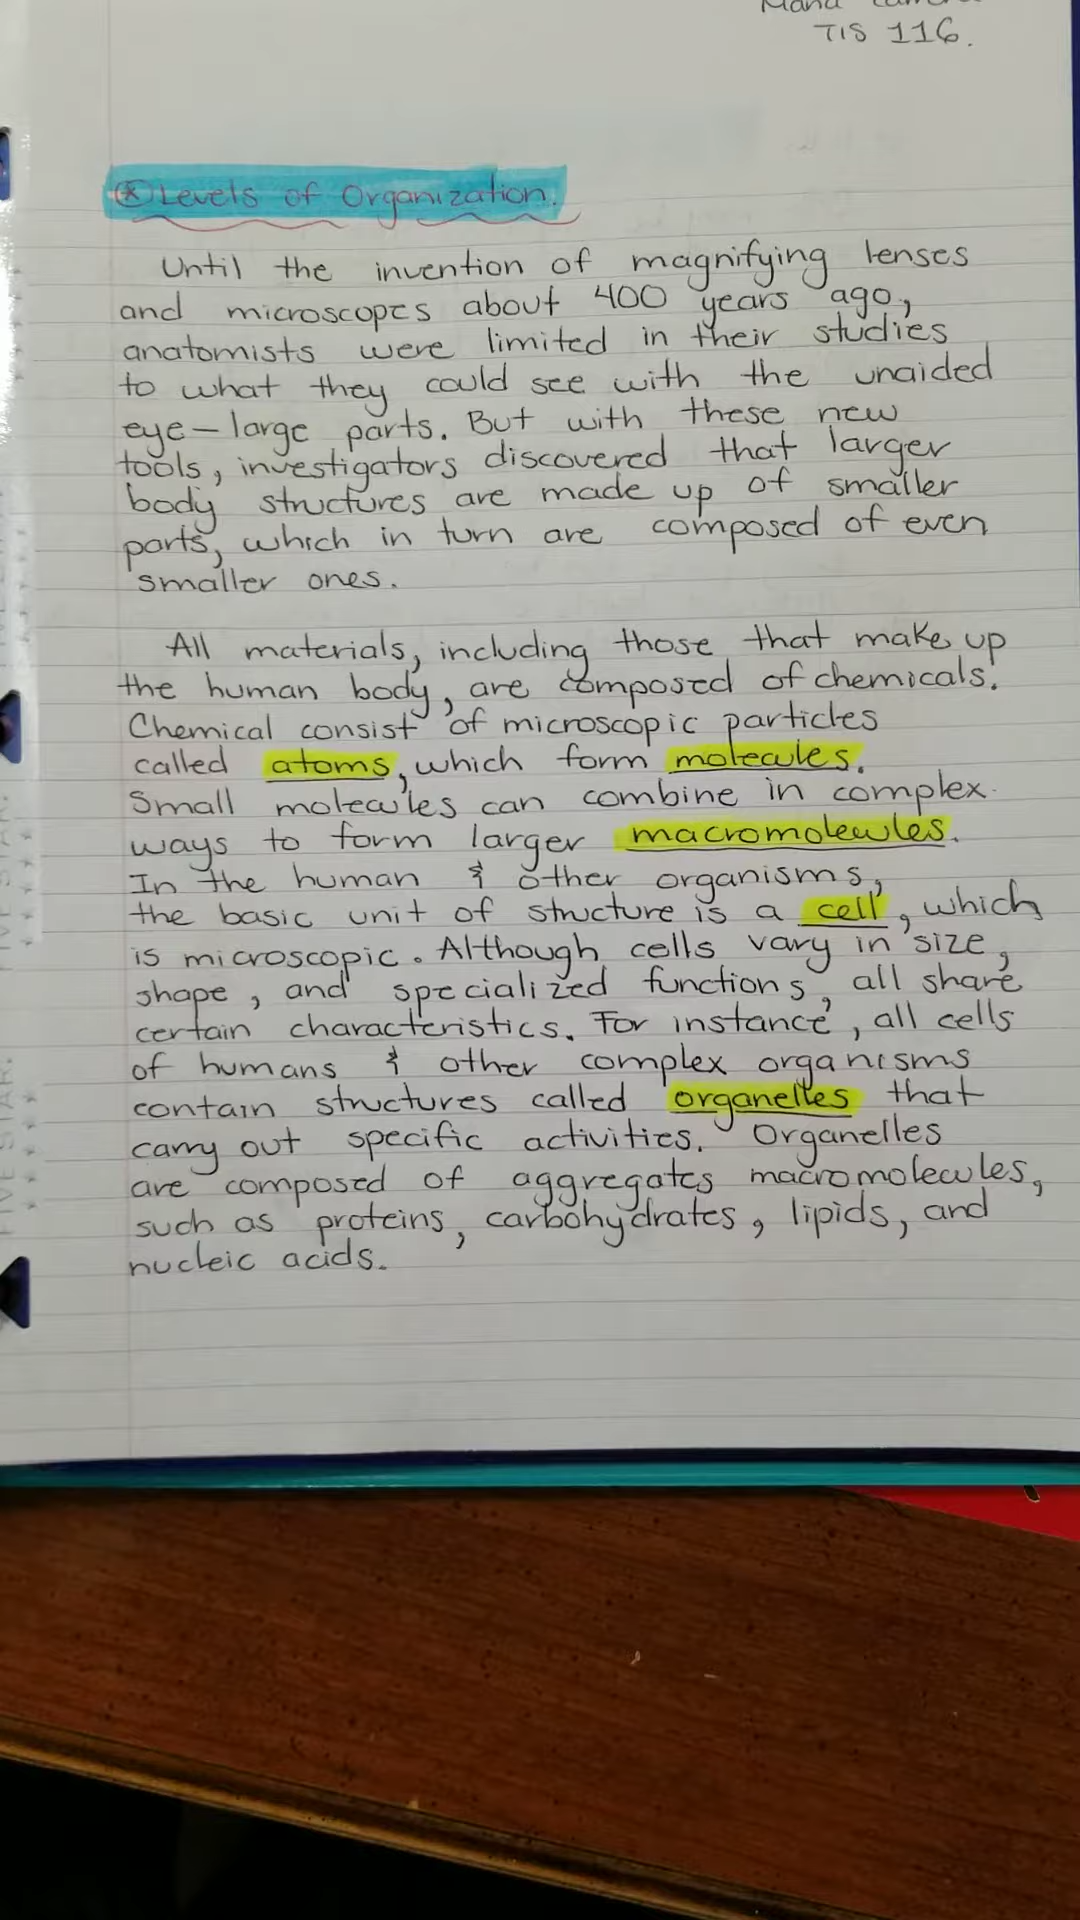 TIS 116.
Levels of Organization.
Until the invention of magnifying lenses
and microscopes about 400 years ago,
anatomists were limited in their studies
to what they could see with the unaided
eye—large parts. But with these new
tools, investigators discovered that larger
body structures are made up of smaller
parts, which in turn are composed of even
smaller ones.
All materials, including those that make up
the human body, are composed of chemicals.
Chemical consist of microscopic particles
called atoms, which form molecules.
Small molecules can combine in complex
ways to form larger macromolecules.
In the human & other organisms,
the basic unit of structure is a cell, which
is microscopic. Although cells vary in size,
shape, and specialized functions, all share
certain characteristics. For instance, all cells
of humans & other complex organisms
contain structures called organelles that
carry out specific activities. Organelles
are composed of aggregates macromolecules,
such as proteins, carbohydrates, lipids, and
nucleic acids.